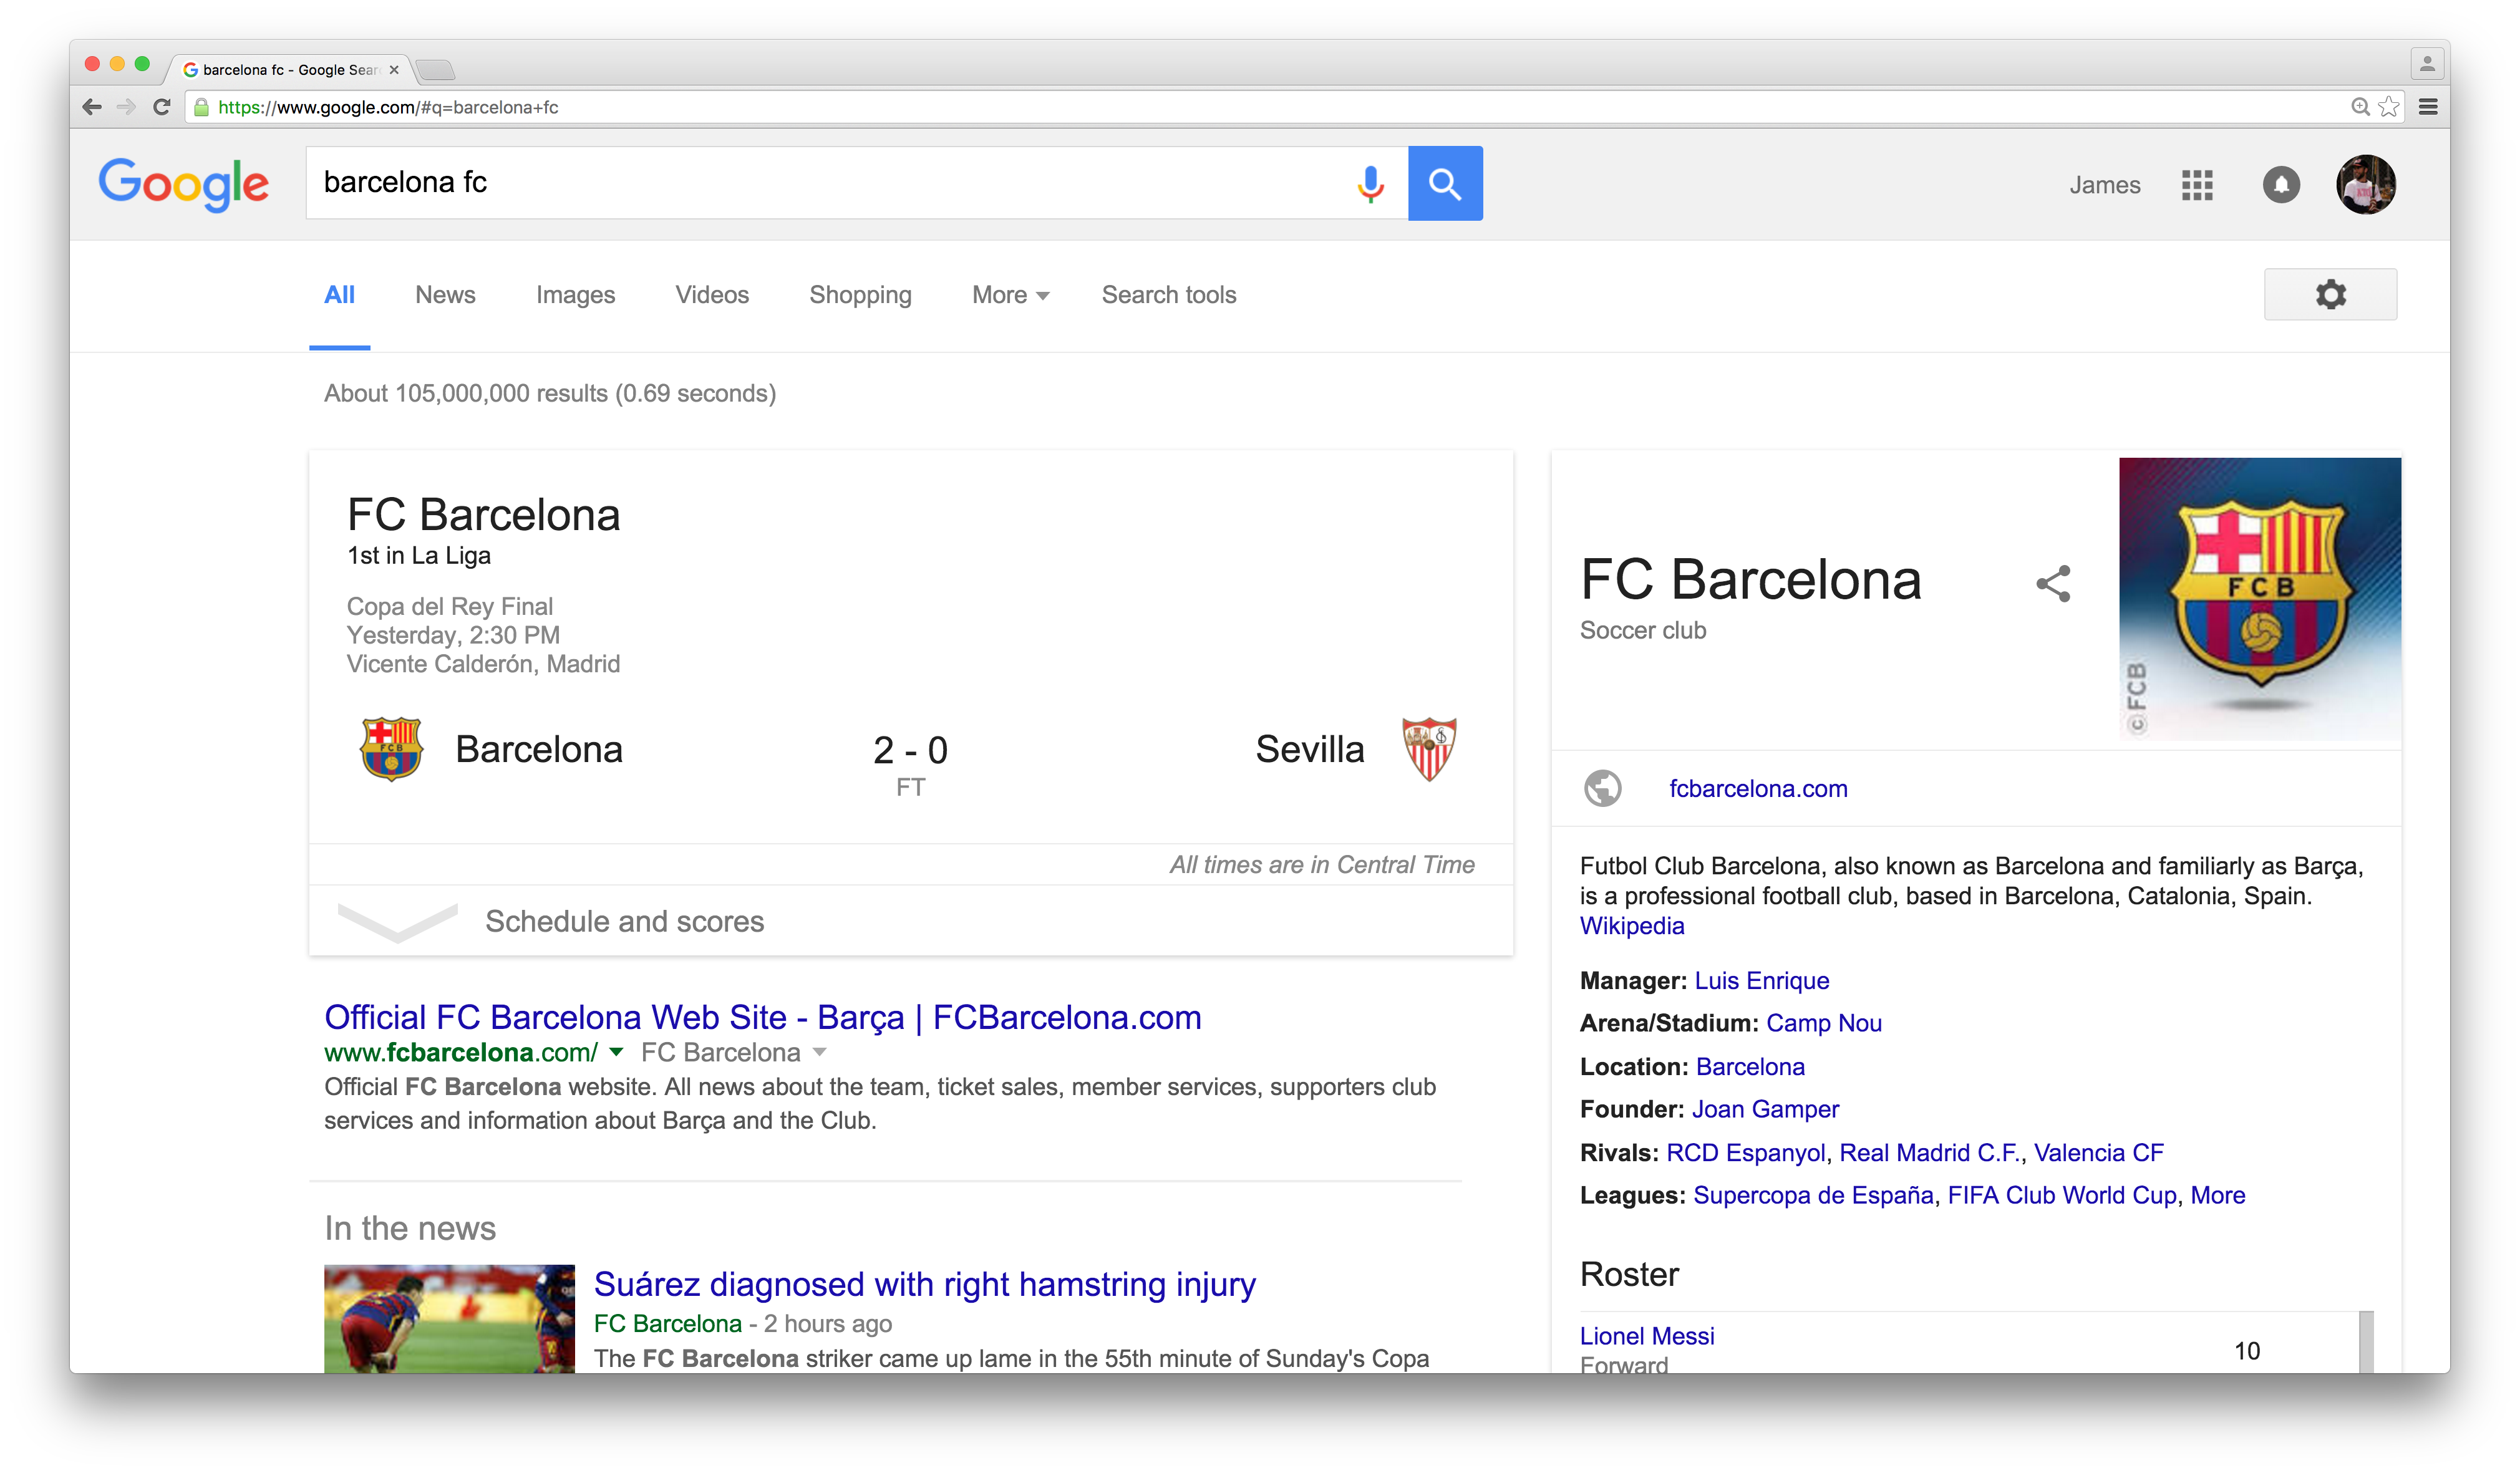 barcelona fc - Google Sear
https://www.google.com/#q=barcelona+fc
Google
barcelona fc
James
All News Images Videos Shopping More Search tools
About 105,000,000 results (0.69 seconds)
FC Barcelona
1st in La Liga
Copa del Rey Final
Yesterday, 2:30 PM
Vicente Calderón, Madrid
FCB
Barcelona
2 - 0
Sevilla
FT
All times are in Central Time
Schedule and scores
Official FC Barcelona Web Site - Barça | FCBarcelona.com
www.fcbarcelona.com/ FC Barcelona
Official FC Barcelona website. All news about the team, ticket sales, member services, supporters club
services and information about Barça and the Club.
In the news
Suárez diagnosed with right hamstring injury
FC Barcelona - 2 hours ago
The FC Barcelona striker came up lame in the 55th minute of Sunday's Copa
FC Barcelona
Soccer club
FCB
©FCB
fcbarcelona.com
Futbol Club Barcelona, also known as Barcelona and familiarly as Barça,
is a professional football club, based in Barcelona, Catalonia, Spain.
Wikipedia
Manager: Luis Enrique
Arena/Stadium: Camp Nou
Location: Barcelona
Founder: Joan Gamper
Rivals: RCD Espanyol, Real Madrid C.F., Valencia CF
Leagues: Supercopa de España, FIFA Club World Cup, More
Roster
Lionel Messi
10
Forward